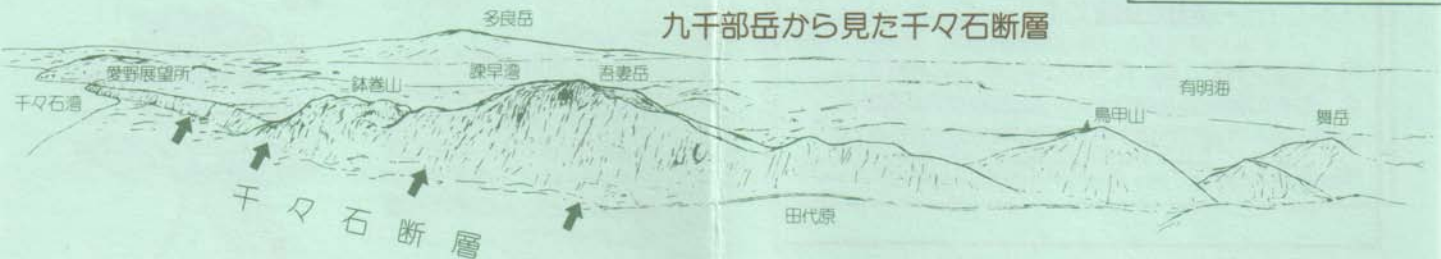 九千部岳から見た千々石断層
多良岳
愛野展望所
鉢巻山
諫早湾
吾妻岳
有明海
千々石湾
鳥甲山
舞岳
田代原
千々石断層